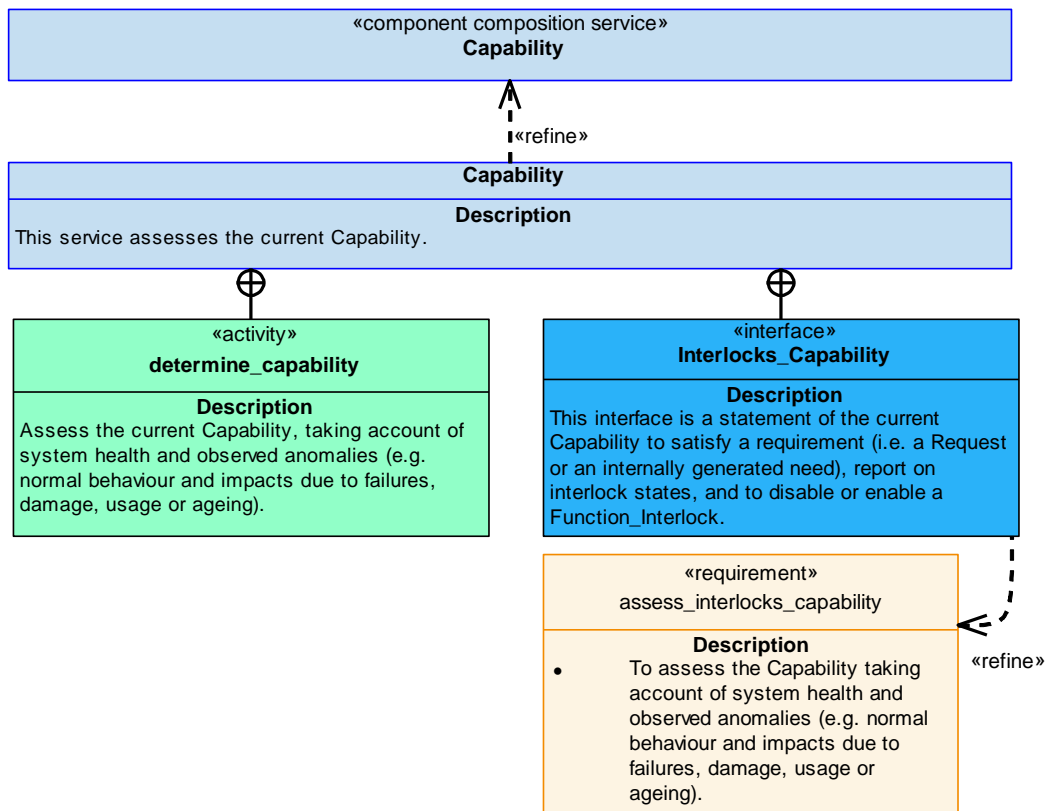 «component composition service»
Capability
«refine»
Capability
Description
This service assesses the current Capability.
«activity»
determine_capability
Description
Assess the current Capability, taking account of
system health and observed anomalies (e.g.
normal behaviour and impacts due to failures,
damage, usage or ageing).
«interface»
Interlocks_Capability
Description
This interface is a statement of the current
Capability to satisfy a requirement (i.e. a Request
or an internally generated need), report on
interlock states, and to disable or enable a
Function_Interlock.
«requirement»
assess_interlocks_capability
Description
• To assess the Capability taking
account of system health and
observed anomalies (e.g. normal
behaviour and impacts due to
failures, damage, usage or
ageing).
«refine»